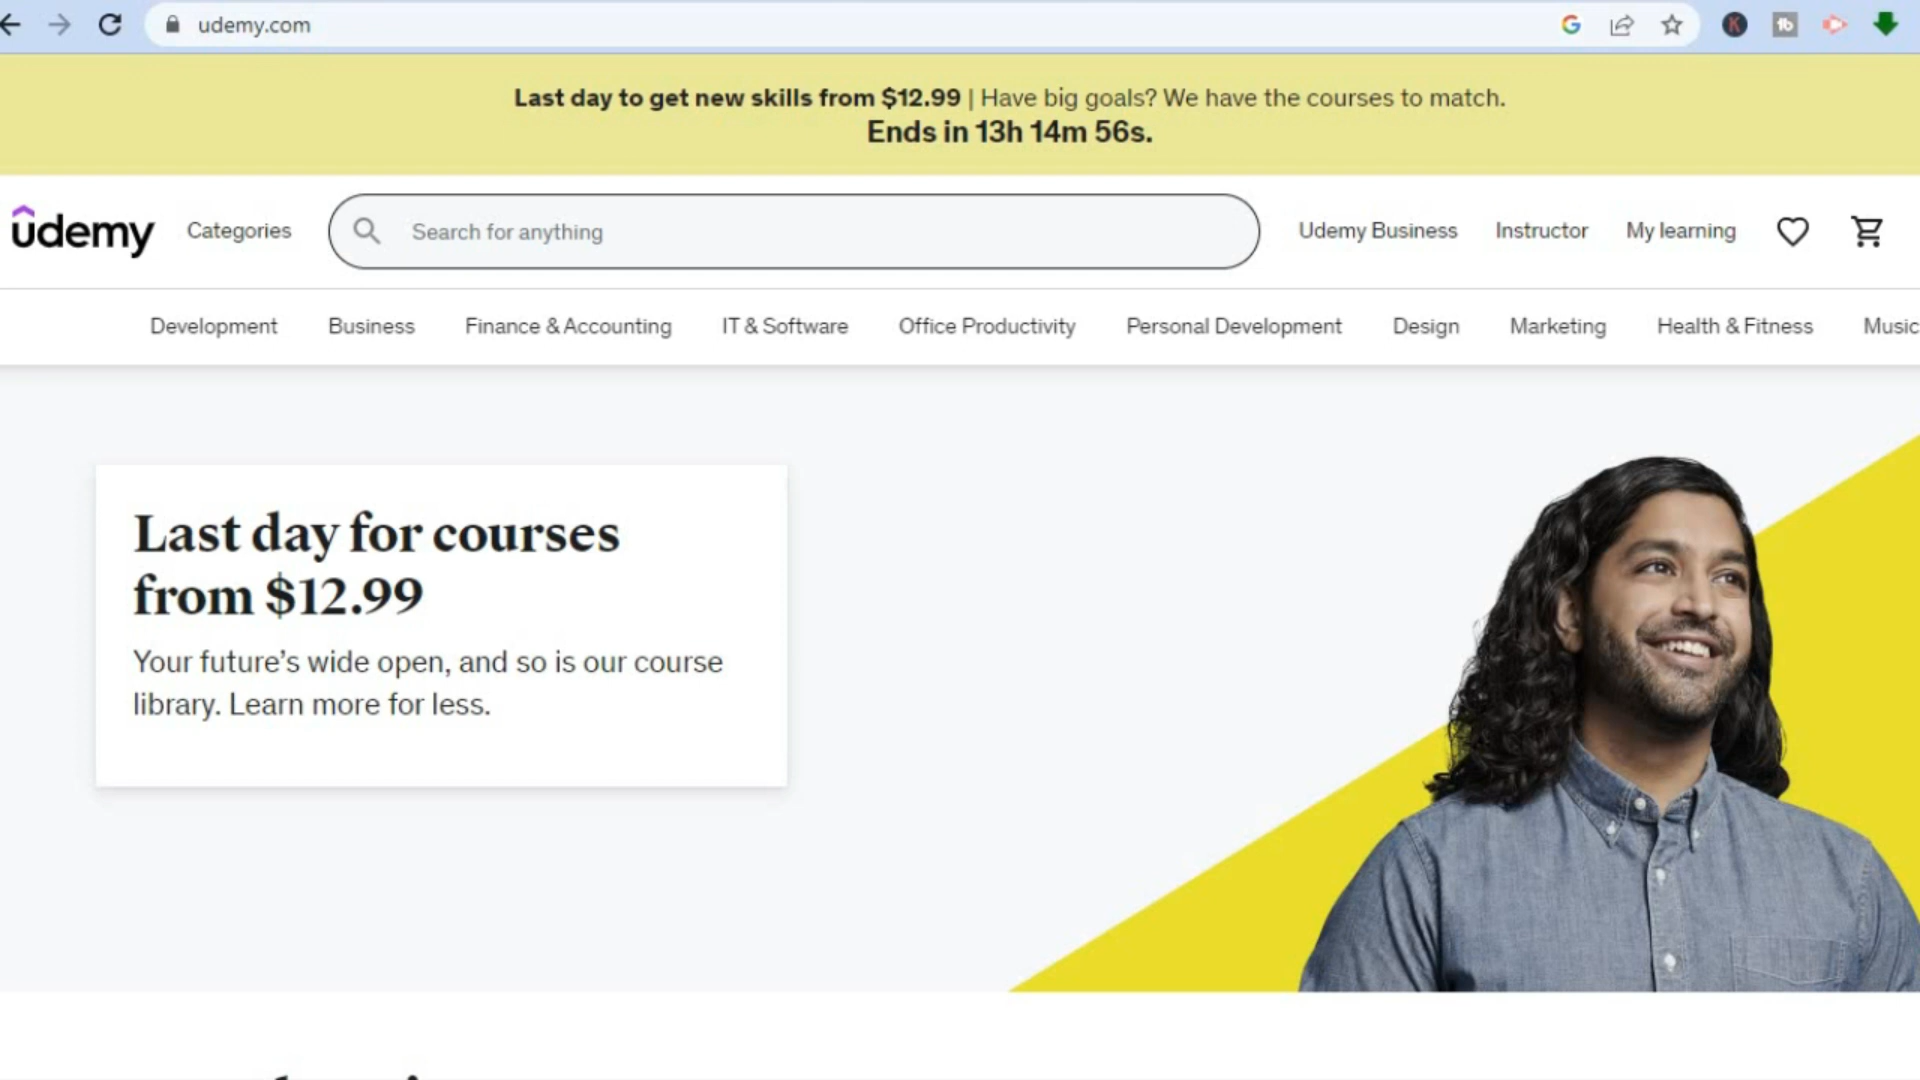 udemy.com
Last day to get new skills from $12.99 | Have big goals? We have the courses to match.
Ends in 13h 14m 56s.
udemy Categories Search for anything Udemy Business Instructor My learning
Development Business Finance & Accounting IT & Software Office Productivity Personal Development Design Marketing Health & Fitness Music
Last day for courses
from $12.99
Your future's wide open, and so is our course
library. Learn more for less.